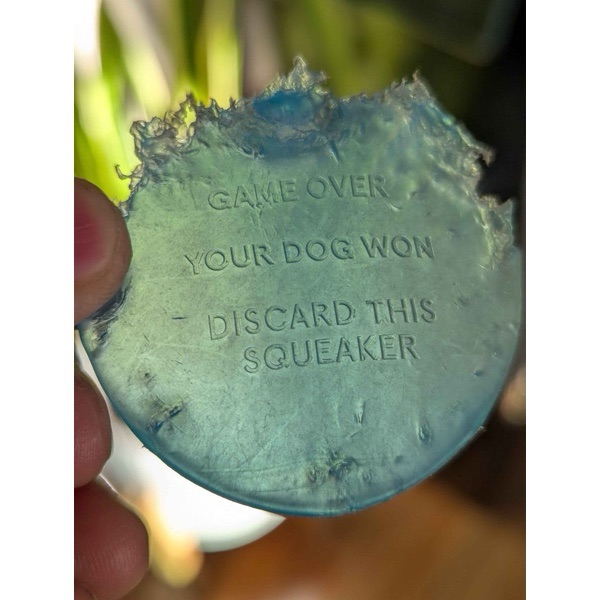 GAME OVER
YOUR DOG WON
DISCARD THIS
SQUEAKER